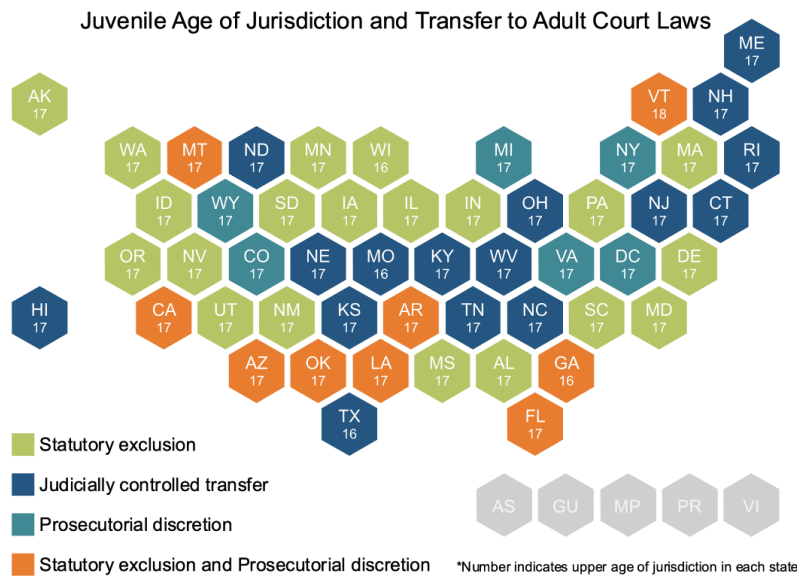 Juvenile Age of Jurisdiction and Transfer to Adult Court Laws
ME
17
AK
17
VT
18
NH
17
WA
17
MT
17
ND
17
MN
17
WI
16
MI
17
NY
17
MA
17
RI
17
ID
17
WY
17
SD
17
IA
17
IL
17
IN
17
OH
17
PA
17
NJ
17
CT
17
OR
17
NV
17
CO
17
NE
17
MO
16
KY
17
WV
17
VA
17
DC
17
DE
17
HI
17
CA
17
UT
17
NM
17
KS
17
AR
17
TN
17
NC
17
SC
17
MD
17
AZ
17
OK
17
LA
17
MS
17
AL
17
GA
16
TX
16
FL
17
Statutory exclusion
Judicially controlled transfer
Prosecutorial discretion
Statutory exclusion and Prosecutorial discretion
AS
GU
MP
PR
VI
*Number indicates upper age of jurisdiction in each state